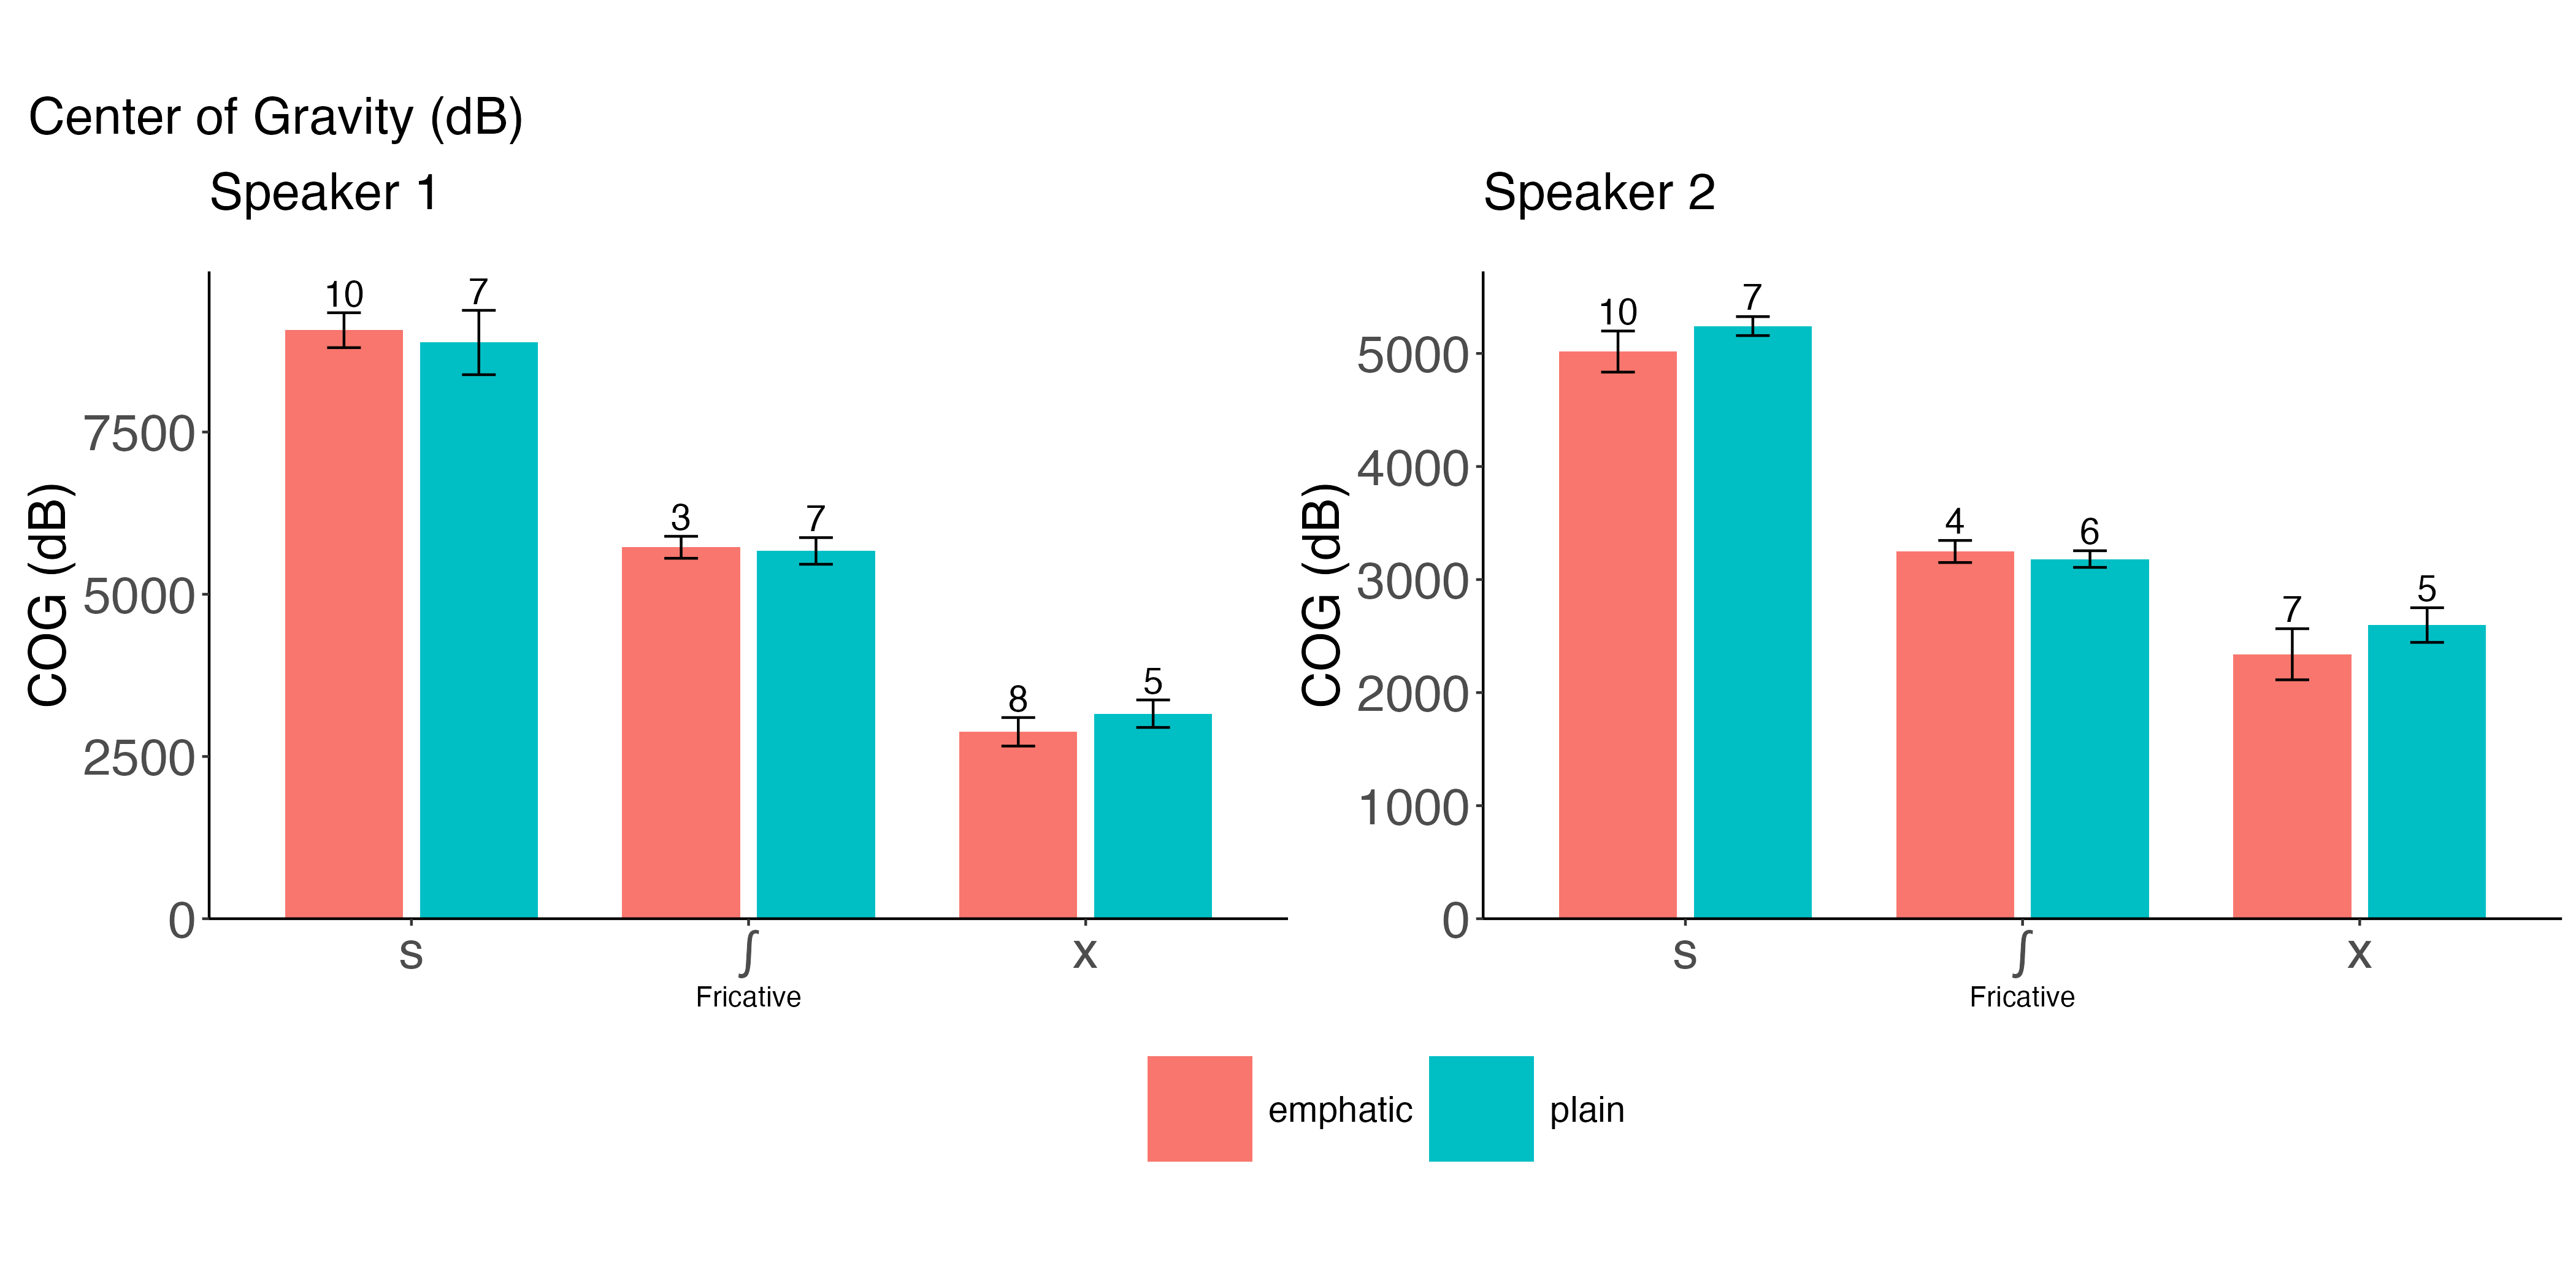 Center of Gravity (dB)
Speaker 1
COG (dB)
7500
5000
2500
0
10
7
3
7
8
5
s
ʃ
x
Fricative
Speaker 2
COG (dB)
5000
4000
3000
2000
1000
0
10
7
4
6
7
5
s
ʃ
x
Fricative
emphatic
plain